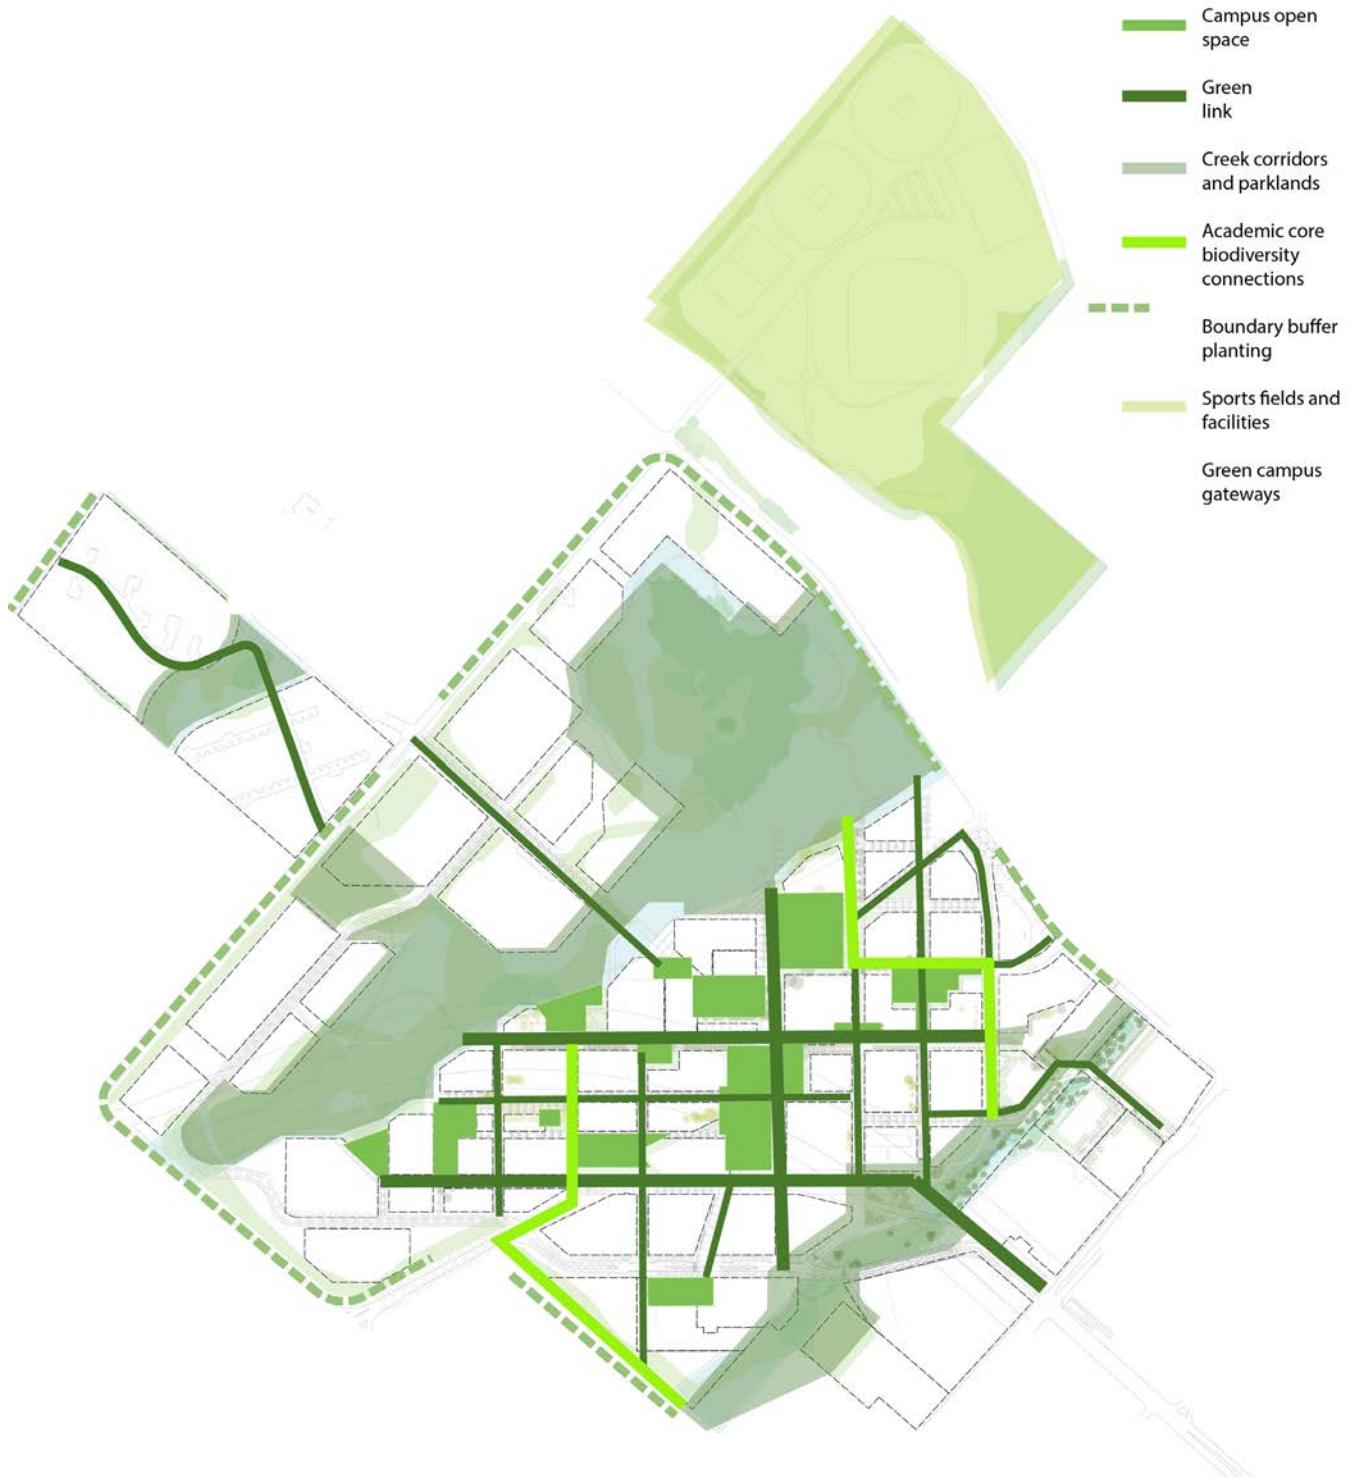 Campus open
space
Green
link
Creek corridors
and parklands
Academic core
biodiversity
connections
Boundary buffer
planting
Sports fields and
facilities
Green campus
gateways